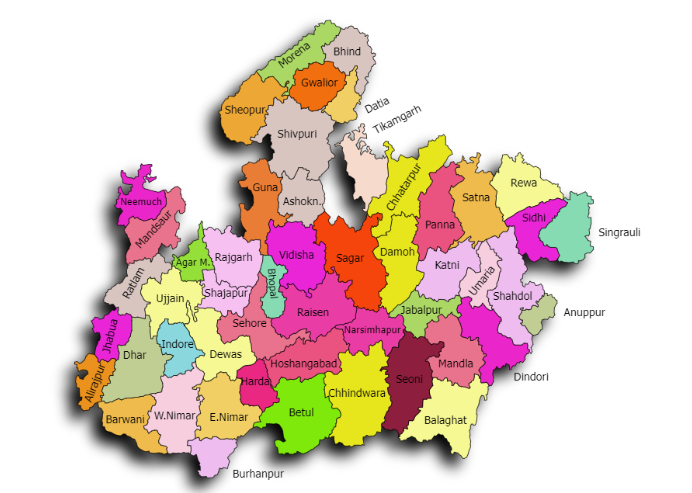 Morena
Bhind
Gwalior
Sheopur
Datia
Tikamgarh
Shivpuri
Guna
Ashokn.
Chhatarpur
Rewa
Neemuch
Mandsaur
Panna
Satna
Sidhi
Singrauli
Agar M.
Rajgarh
Vidisha
Sagar
Damoh
Katni
Umaria
Shahdol
Ratlam
Ujjain
Shajapur
Bhopal
Raisen
Jabalpur
Anuppur
Jhabua
Sehore
Narsimhapur
Dhar
Indore
Dewas
Hoshangabad
Mandla
Dindori
Alirajpur
Harda
Chhindwara
Seoni
Barwani
W.Nimar
E.Nimar
Betul
Balaghat
Burhanpur